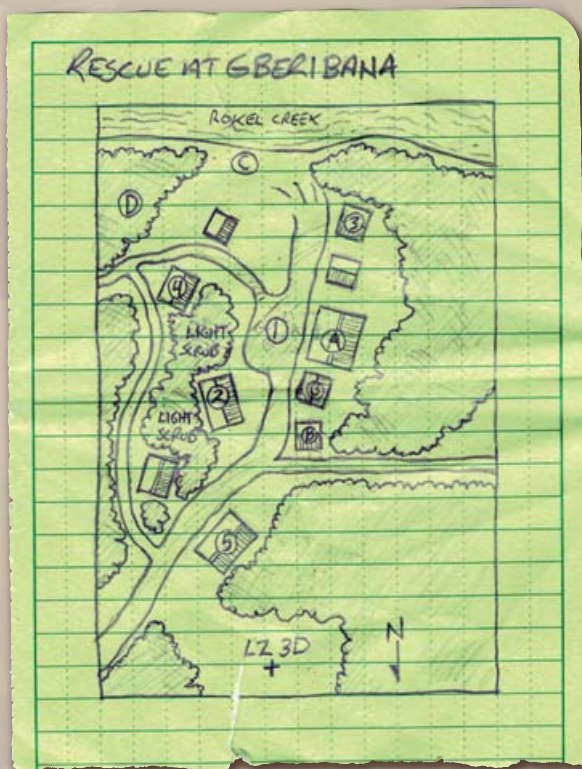 RESCUE AT GBERIBANA
ROKEL CREEK
C
D
3
4
LIGHT
SCRUB
1
A
2
LIGHT
SCRUB
B
5
LZ 3D
N